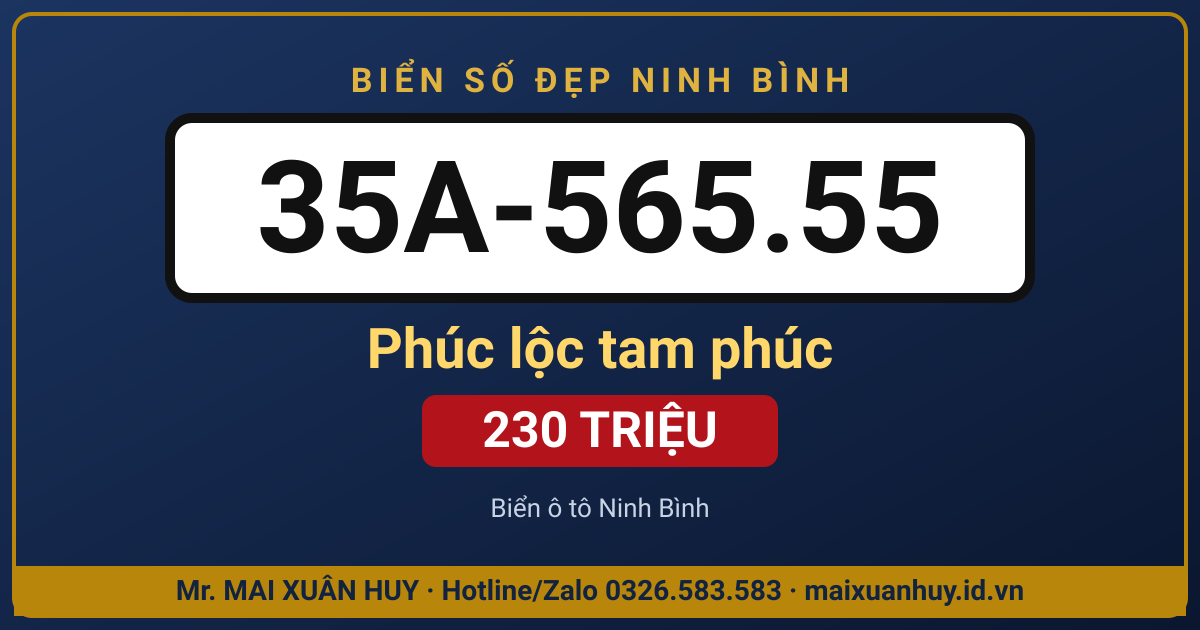 BIỂN SỐ ĐẸP NINH BÌNH
35A-565.55
Phúc lộc tam phúc
230 TRIỆU
Biển ô tô Ninh Bình
Mr. MAI XUÂN HUY · Hotline/Zalo 0326.583.583 · maixuanhuy.id.vn